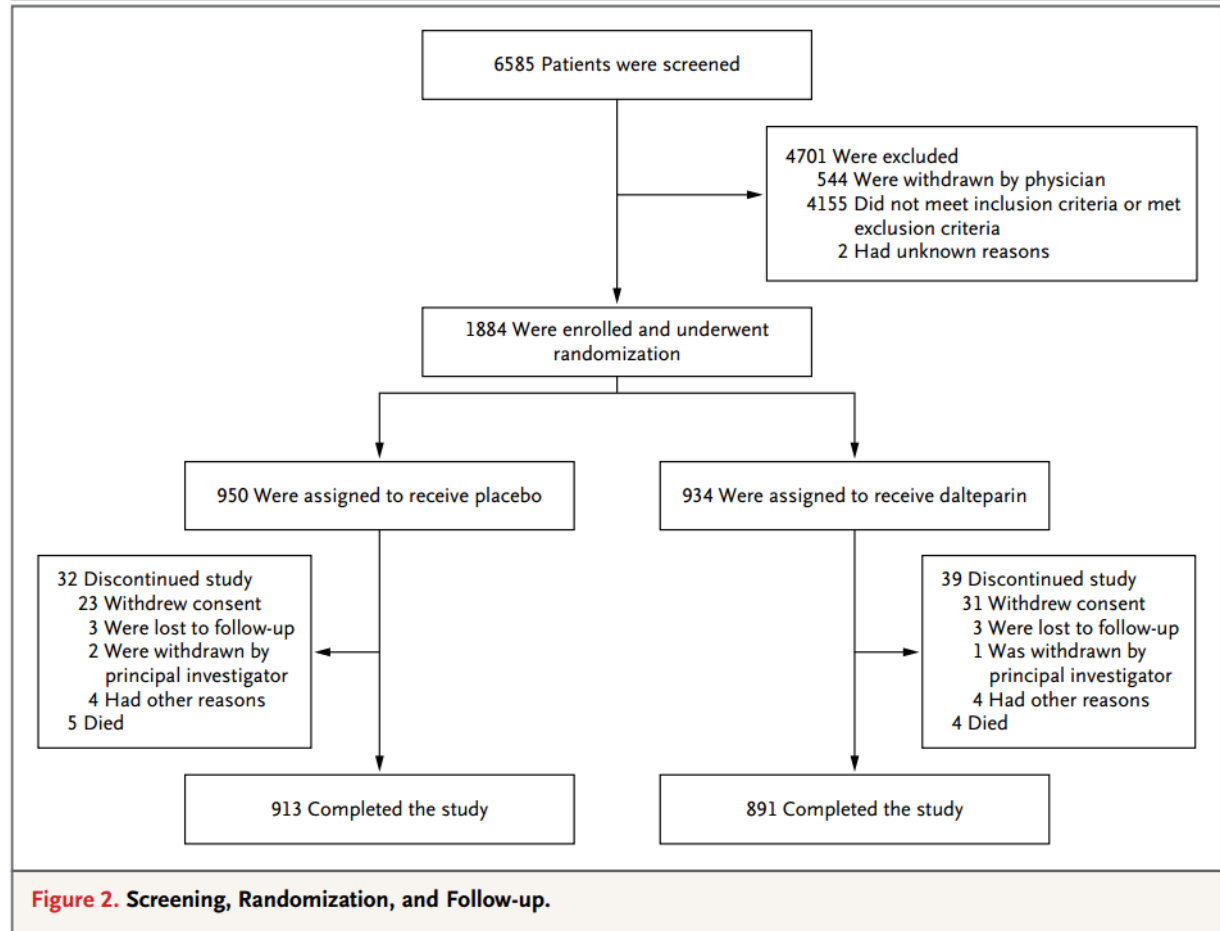 6585 Patients were screened
4701 Were excluded
544 Were withdrawn by physician
4155 Did not meet inclusion criteria or met
exclusion criteria
2 Had unknown reasons
1884 Were enrolled and underwent
randomization
950 Were assigned to receive placebo
934 Were assigned to receive dalteparin
32 Discontinued study
23 Withdrew consent
3 Were lost to follow-up
2 Were withdrawn by
principal investigator
4 Had other reasons
5 Died
39 Discontinued study
31 Withdrew consent
3 Were lost to follow-up
1 Was withdrawn by
principal investigator
4 Had other reasons
4 Died
913 Completed the study
891 Completed the study
Figure 2. Screening, Randomization, and Follow-up.